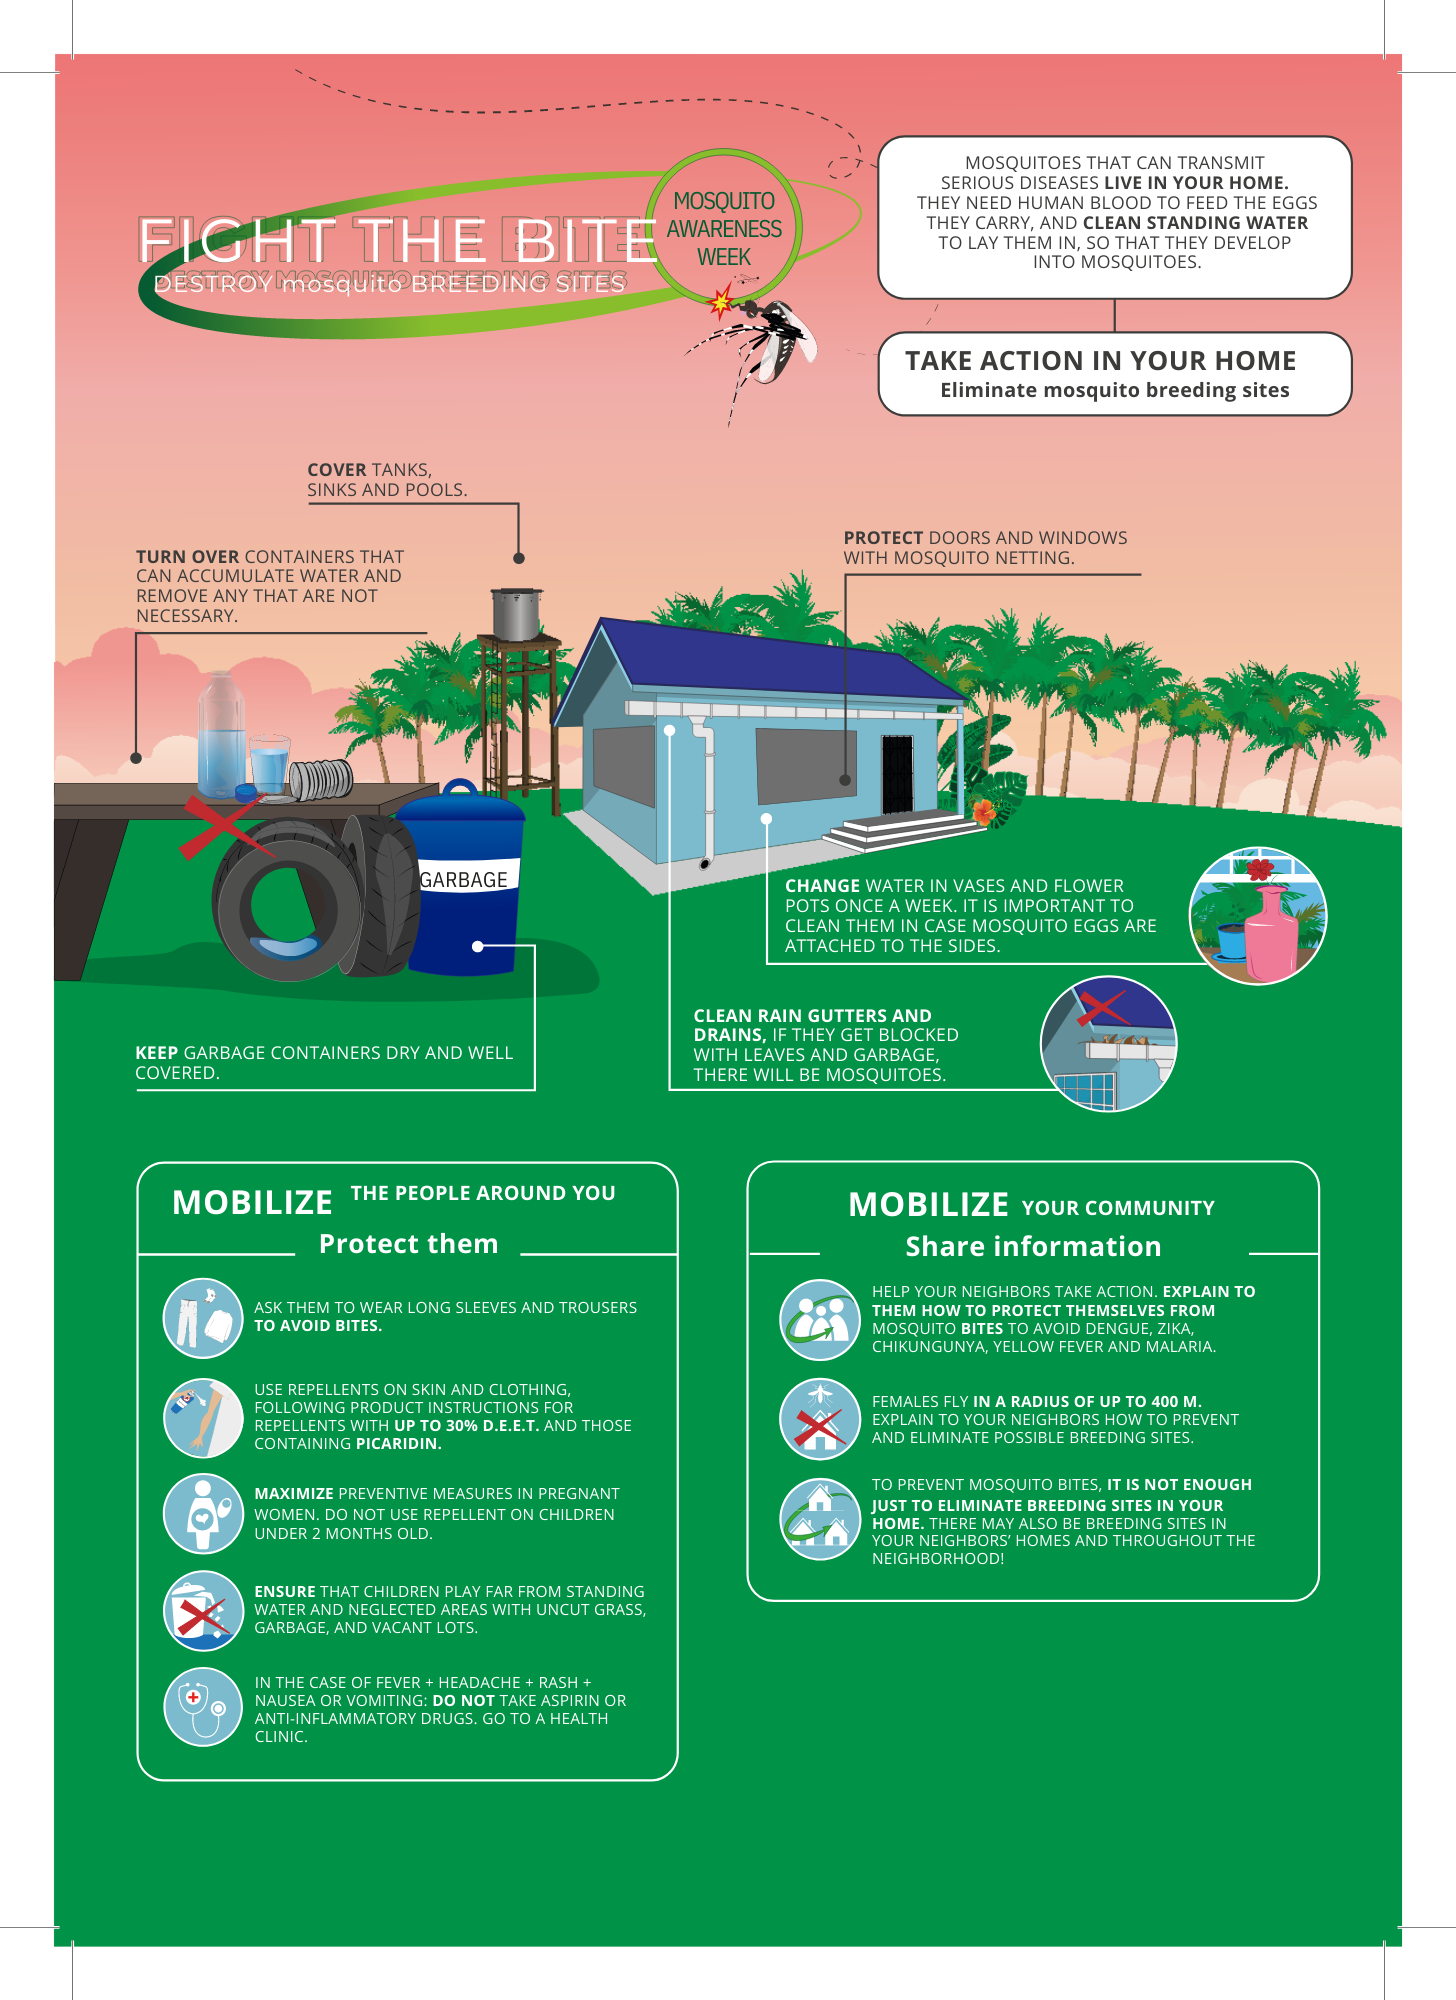 FIGHT THE BITE
DESTROY mosquito BREEDING SITES
MOSQUITO
AWARENESS
WEEK
MOSQUITOES THAT CAN TRANSMIT
SERIOUS DISEASES LIVE IN YOUR HOME.
THEY NEED HUMAN BLOOD TO FEED THE EGGS
THEY CARRY, AND CLEAN STANDING WATER
TO LAY THEM IN, SO THAT THEY DEVELOP
INTO MOSQUITOES.
TAKE ACTION IN YOUR HOME
Eliminate mosquito breeding sites
COVER TANKS,
SINKS AND POOLS.
TURN OVER CONTAINERS THAT
CAN ACCUMULATE WATER AND
REMOVE ANY THAT ARE NOT
NECESSARY.
PROTECT DOORS AND WINDOWS
WITH MOSQUITO NETTING.
GARBAGE
CHANGE WATER IN VASES AND FLOWER
POTS ONCE A WEEK. IT IS IMPORTANT TO
CLEAN THEM IN CASE MOSQUITO EGGS ARE
ATTACHED TO THE SIDES.
CLEAN RAIN GUTTERS AND
DRAINS, IF THEY GET BLOCKED
WITH LEAVES AND GARBAGE,
THERE WILL BE MOSQUITOES.
KEEP GARBAGE CONTAINERS DRY AND WELL
COVERED.
MOBILIZE THE PEOPLE AROUND YOU
Protect them
ASK THEM TO WEAR LONG SLEEVES AND TROUSERS
TO AVOID BITES.
USE REPELLENTS ON SKIN AND CLOTHING,
FOLLOWING PRODUCT INSTRUCTIONS FOR
REPELLENTS WITH UP TO 30% D.E.E.T. AND THOSE
CONTAINING PICARIDIN.
MAXIMIZE PREVENTIVE MEASURES IN PREGNANT
WOMEN. DO NOT USE REPELLENT ON CHILDREN
UNDER 2 MONTHS OLD.
ENSURE THAT CHILDREN PLAY FAR FROM STANDING
WATER AND NEGLECTED AREAS WITH UNCUT GRASS,
GARBAGE, AND VACANT LOTS.
IN THE CASE OF FEVER + HEADACHE + RASH +
NAUSEA OR VOMITING: DO NOT TAKE ASPIRIN OR
ANTI-INFLAMMATORY DRUGS. GO TO A HEALTH
CLINIC.
MOBILIZE YOUR COMMUNITY
Share information
HELP YOUR NEIGHBORS TAKE ACTION. EXPLAIN TO
THEM HOW TO PROTECT THEMSELVES FROM
MOSQUITO BITES TO AVOID DENGUE, ZIKA,
CHIKUNGUNYA, YELLOW FEVER AND MALARIA.
FEMALES FLY IN A RADIUS OF UP TO 400 M.
EXPLAIN TO YOUR NEIGHBORS HOW TO PREVENT
AND ELIMINATE POSSIBLE BREEDING SITES.
TO PREVENT MOSQUITO BITES, IT IS NOT ENOUGH
JUST TO ELIMINATE BREEDING SITES IN YOUR
HOME. THERE MAY ALSO BE BREEDING SITES IN
YOUR NEIGHBORS' HOMES AND THROUGHOUT THE
NEIGHBORHOOD!